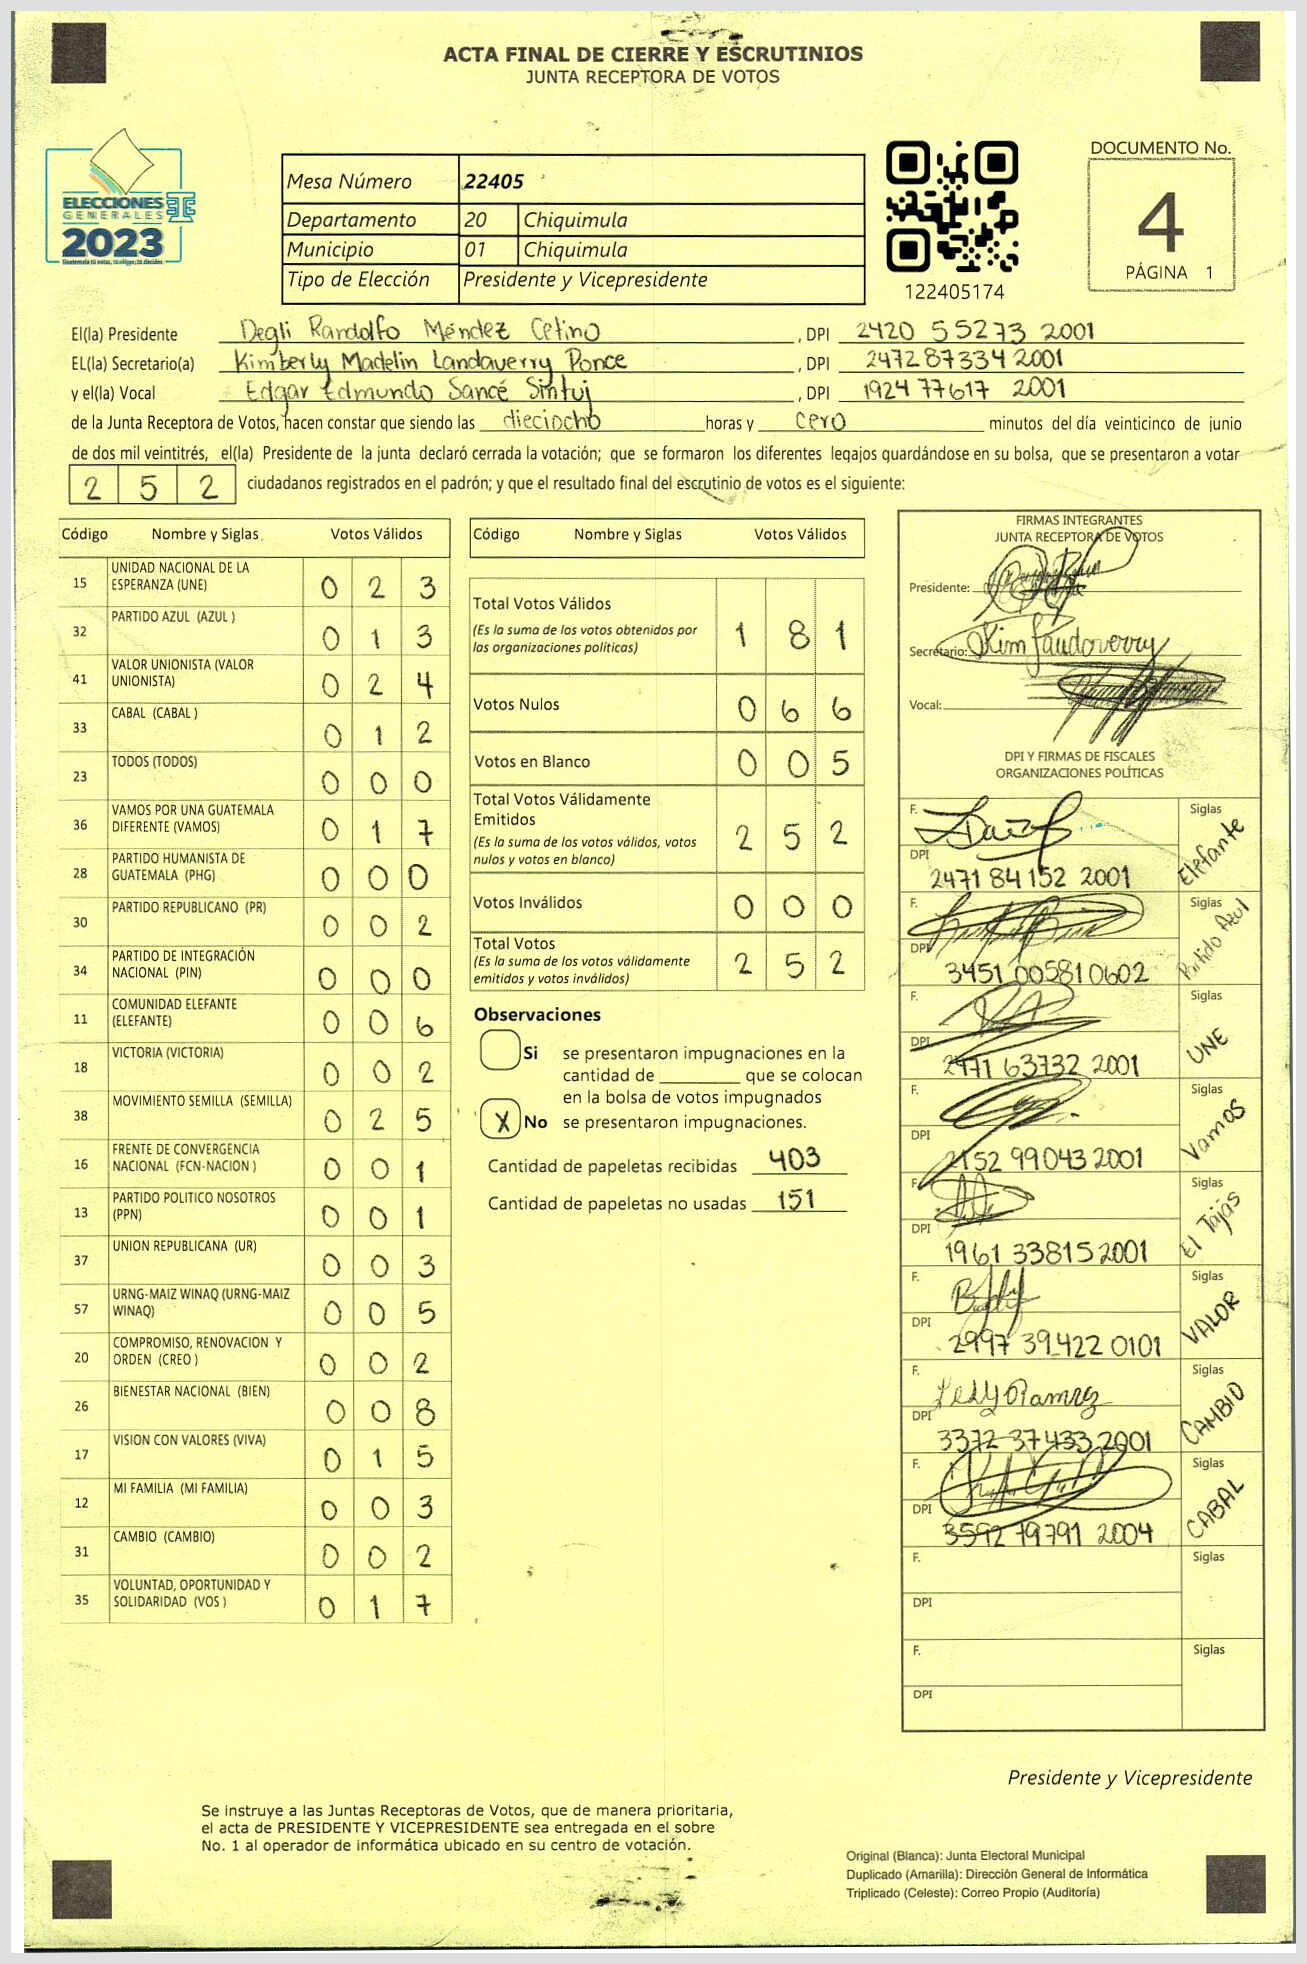 ACTA FINAL DE CIERRE Y ESCRUTINIOS
JUNTA RECEPTORA DE VOTOS
ELECCIONES
GENERALES
2023
Mesa Número 22405
Departamento 20 Chiquimula
Municipio 01 Chiquimula
Tipo de Elección Presidente y Vicepresidente
122405174
DOCUMENTO No.
4
PÁGINA 1
El(la) Presidente Degli Randolfo Méndez Cetino, DPI 2420 55273 2001
EL(la) Secretario(a) Kimberly Madelin Landaverry Ponce, DPI 2472 87334 2001
y el(la) Vocal Edgar Edmundo Sancé Sintuj, DPI 1924 77617 2001
de la Junta Receptora de Votos, hacen constar que siendo las dieciocho horas y cero minutos del día veinticinco de junio
de dos mil veintitrés, el(la) Presidente de la junta declaró cerrada la votación; que se formaron los diferentes legajos guardándose en su bolsa, que se presentaron a votar
2 5 2 ciudadanos registrados en el padrón; y que el resultado final del escrutinio de votos es el siguiente:
Código Nombre y Siglas Votos Válidos
15 UNIDAD NACIONAL DE LA ESPERANZA (UNE) 0 2 3
32 PARTIDO AZUL (AZUL ) 0 1 3
41 VALOR UNIONISTA (VALOR UNIONISTA) 0 2 4
33 CABAL (CABAL ) 0 1 2
23 TODOS (TODOS) 0 0 0
36 VAMOS POR UNA GUATEMALA DIFERENTE (VAMOS) 0 1 7
28 PARTIDO HUMANISTA DE GUATEMALA (PHG) 0 0 0
30 PARTIDO REPUBLICANO (PR) 0 0 2
34 PARTIDO DE INTEGRACIÓN NACIONAL (PIN) 0 0 0
11 COMUNIDAD ELEFANTE (ELEFANTE) 0 0 6
18 VICTORIA (VICTORIA) 0 0 2
38 MOVIMIENTO SEMILLA (SEMILLA) 0 2 5
16 FRENTE DE CONVERGENCIA NACIONAL (FCN-NACION ) 0 0 1
13 PARTIDO POLITICO NOSOTROS (PPN) 0 0 1
37 UNION REPUBLICANA (UR) 0 0 3
57 URNG-MAIZ WINAQ (URNG-MAIZ WINAQ) 0 0 5
20 COMPROMISO, RENOVACION Y ORDEN (CREO ) 0 0 2
26 BIENESTAR NACIONAL (BIEN) 0 0 8
17 VISION CON VALORES (VIVA) 0 1 5
12 MI FAMILIA (MI FAMILIA) 0 0 3
31 CAMBIO (CAMBIO) 0 0 2
35 VOLUNTAD, OPORTUNIDAD Y SOLIDARIDAD (VOS ) 0 1 7
Código Nombre y Siglas Votos Válidos
Total Votos Válidos 1 8 1
(Es la suma de los votos obtenidos por
las organizaciones políticas)
Votos Nulos 0 6 6
Votos en Blanco 0 0 5
Total Votos Válidamente
Emitidos 2 5 2
(Es la suma de los votos válidos, votos
nulos y votos en blanco)
Votos Inválidos 0 0 0
Total Votos 2 5 2
(Es la suma de los votos válidamente
emitidos y votos inválidos)
Observaciones
Si se presentaron impugnaciones en la
cantidad de ________ que se colocan
en la bolsa de votos impugnados
X No se presentaron impugnaciones.
Cantidad de papeletas recibidas 403
Cantidad de papeletas no usadas 151
FIRMAS INTEGRANTES
JUNTA RECEPTORA DE VOTOS
Presidente:
Secretario: Kim Landaverry
Vocal:
DPI Y FIRMAS DE FISCALES
ORGANIZACIONES POLÍTICAS
F. Siglas Elefante
DPI 2471 84 152 2001
F. Siglas Partido Azul
DPI 3451 00581 0602
F. Siglas UNE
DPI 2471 63732 2001
F. Siglas Vamos
DPI 2152 99043 2001
F. Siglas El Tajás
DPI 1961 33815 2001
F. Siglas VALOR
DPI 2997 39422 0101
F. Siglas CAMBIO
DPI 3372 37433 2001
F. Siglas CABAL
DPI 3592 79791 2004
F. Siglas
DPI
F. Siglas
DPI
Presidente y Vicepresidente
Se instruye a las Juntas Receptoras de Votos, que de manera prioritaria,
el acta de PRESIDENTE Y VICEPRESIDENTE sea entregada en el sobre
No. 1 al operador de informática ubicado en su centro de votación.
Original (Blanca): Junta Electoral Municipal
Duplicado (Amarilla): Dirección General de Informática
Triplicado (Celeste): Correo Propio (Auditoría)